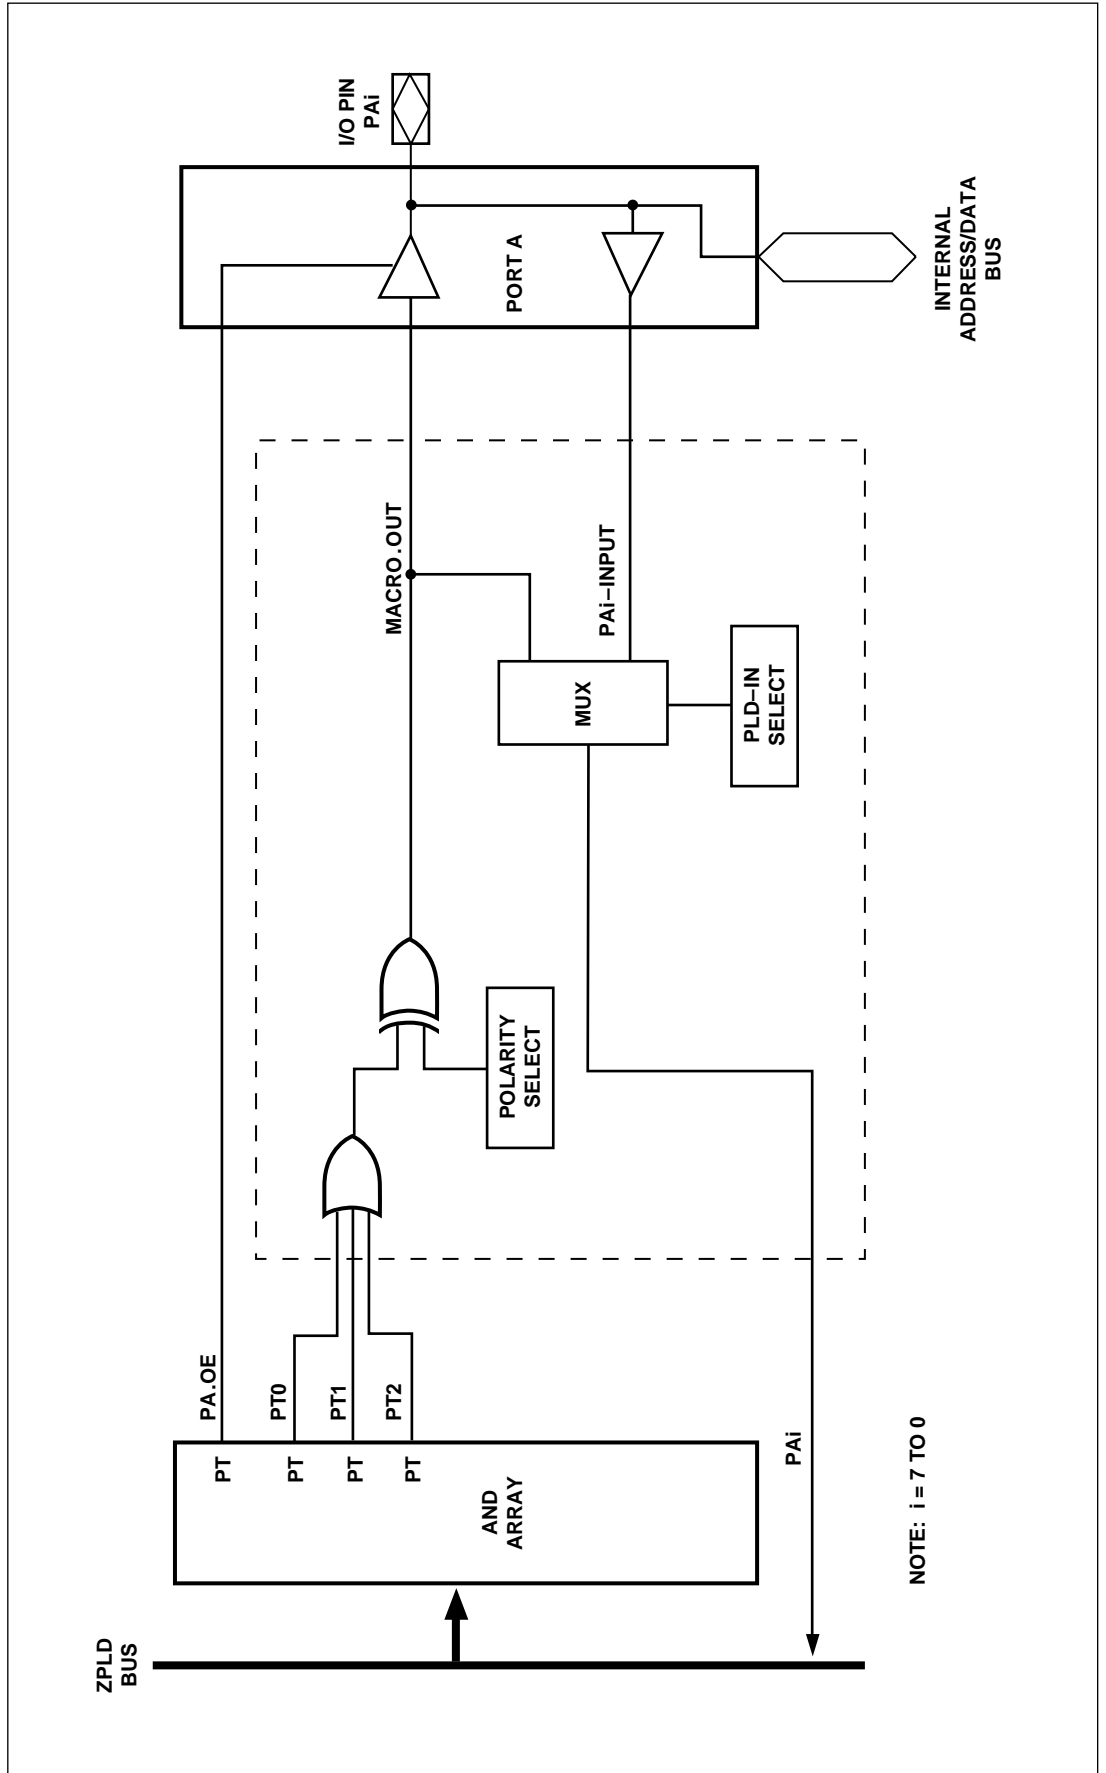 ZPLD
BUS
AND
ARRAY
PT
PT
PT
PT
PA.OE
PT0
PT1
PT2
POLARITY
SELECT
MACRO.OUT
MUX
PLD–IN
SELECT
PAi–INPUT
PORT A
I/O PIN
PAi
INTERNAL
ADDRESS/DATA
BUS
PAi
NOTE: i = 7 TO 0